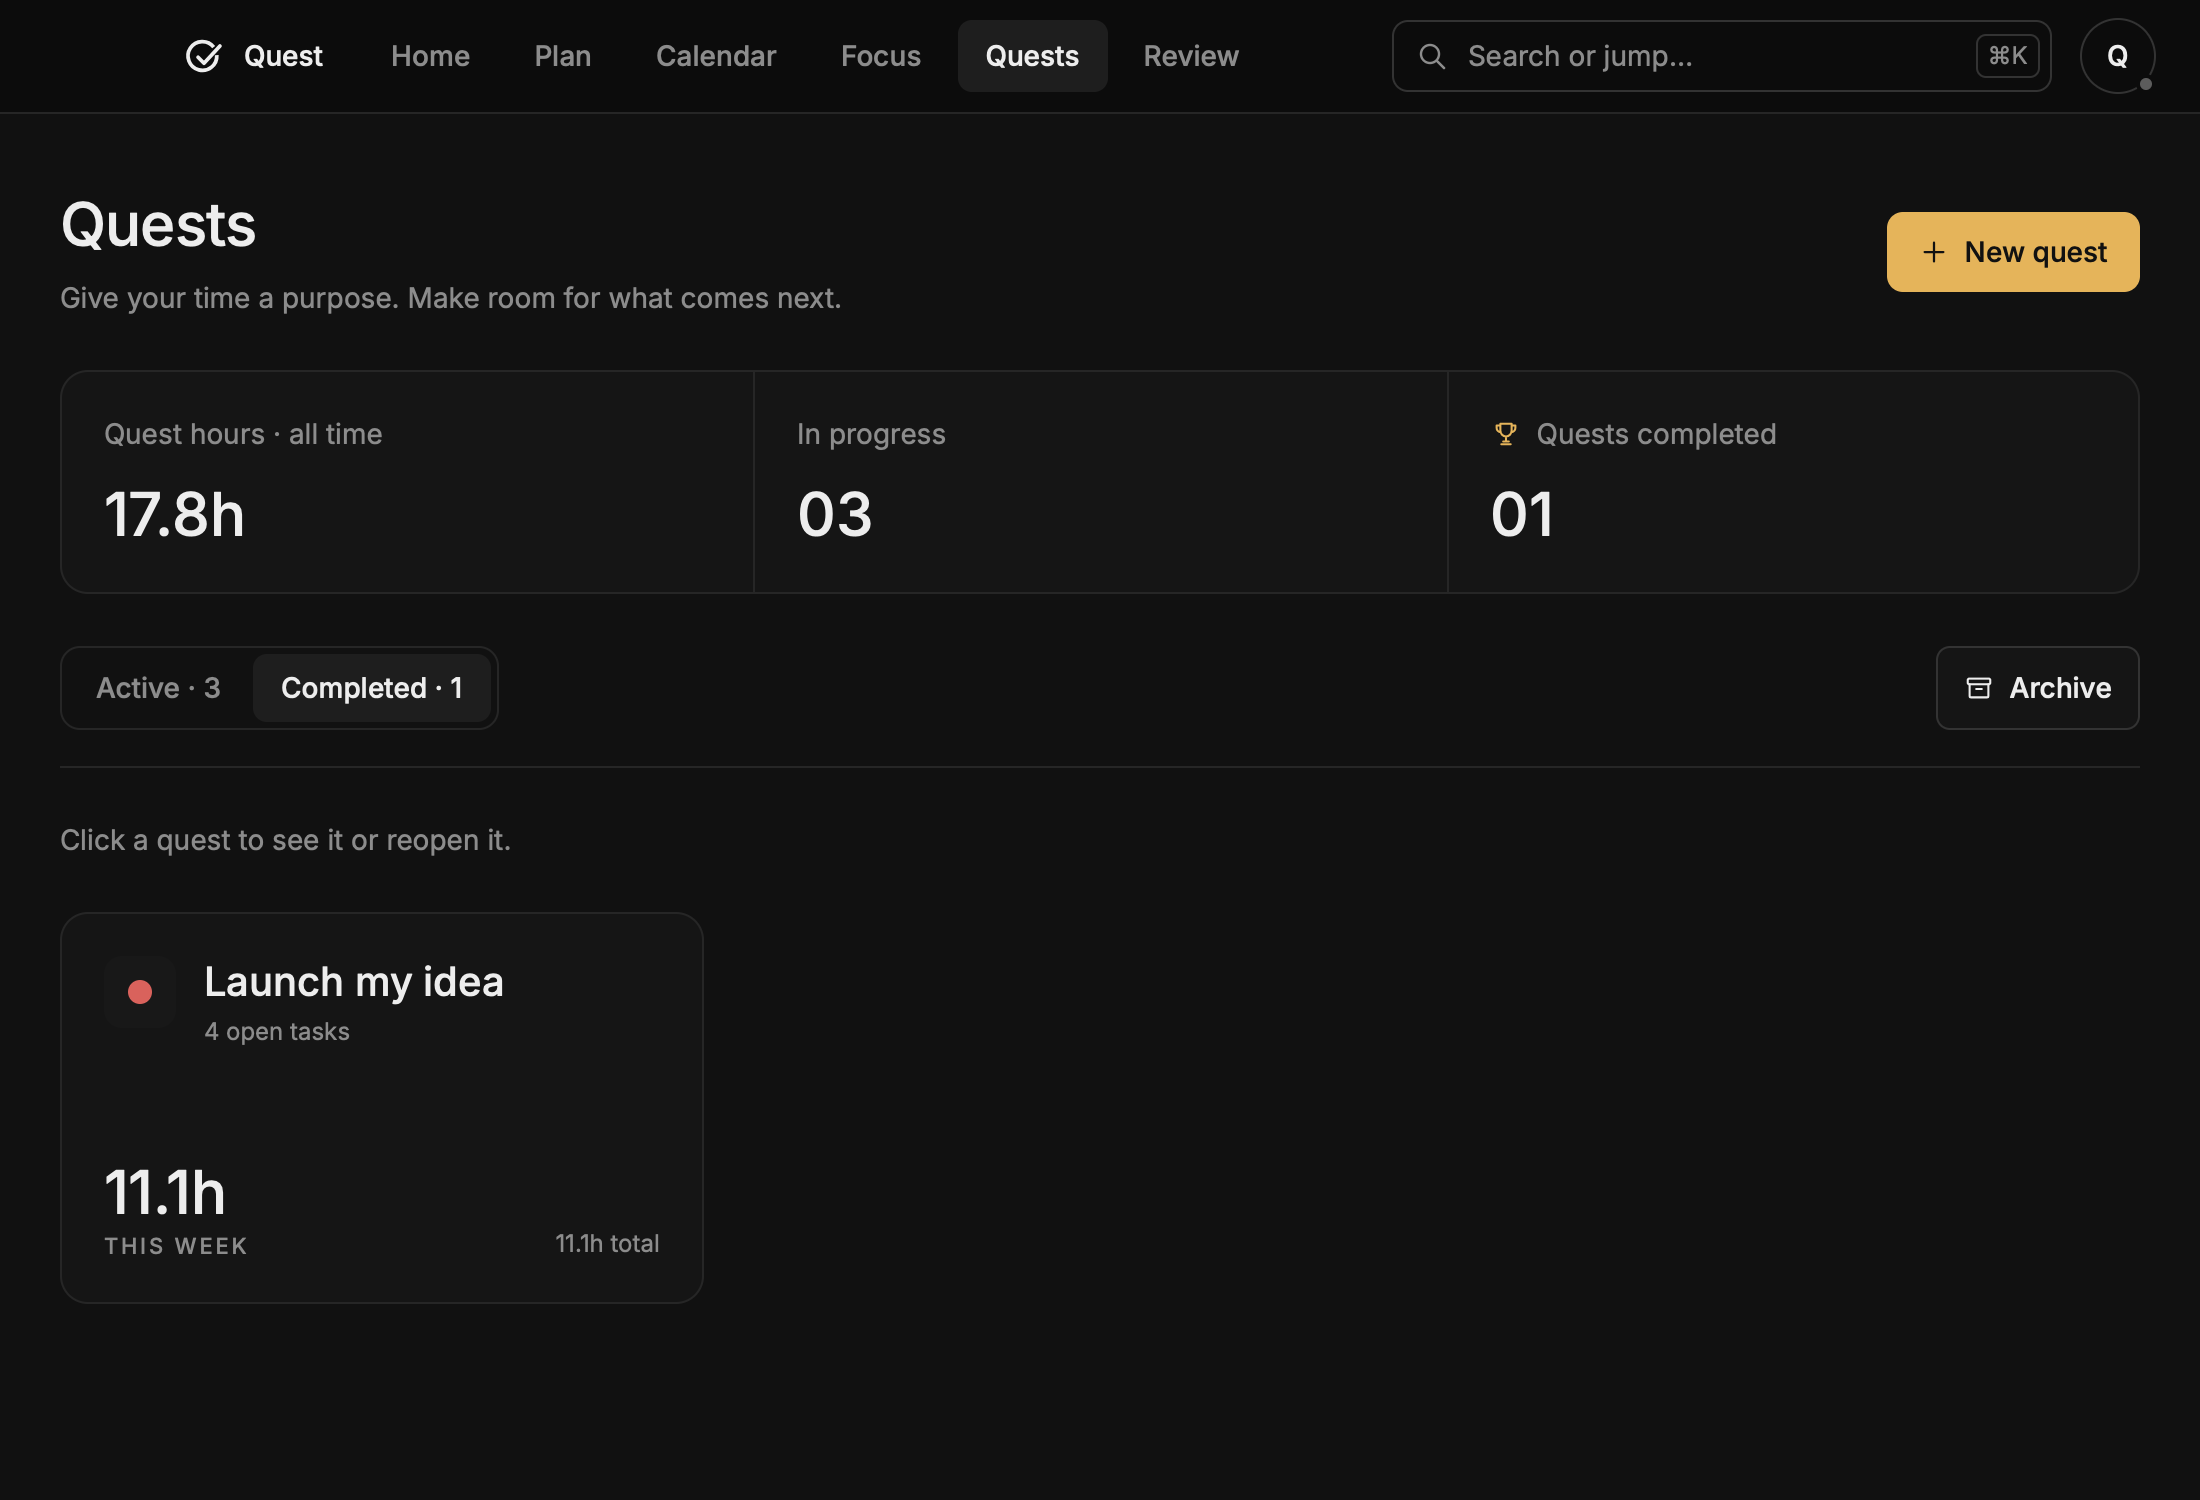 Quest Home Plan Calendar Focus Quests Review Search or jump... ⌘K Q
Quests
Give your time a purpose. Make room for what comes next.
+ New quest
Quest hours · all time
17.8h
In progress
03
Quests completed
01
Active · 3 Completed · 1
Archive
Click a quest to see it or reopen it.
Launch my idea
4 open tasks
11.1h
THIS WEEK
11.1h total